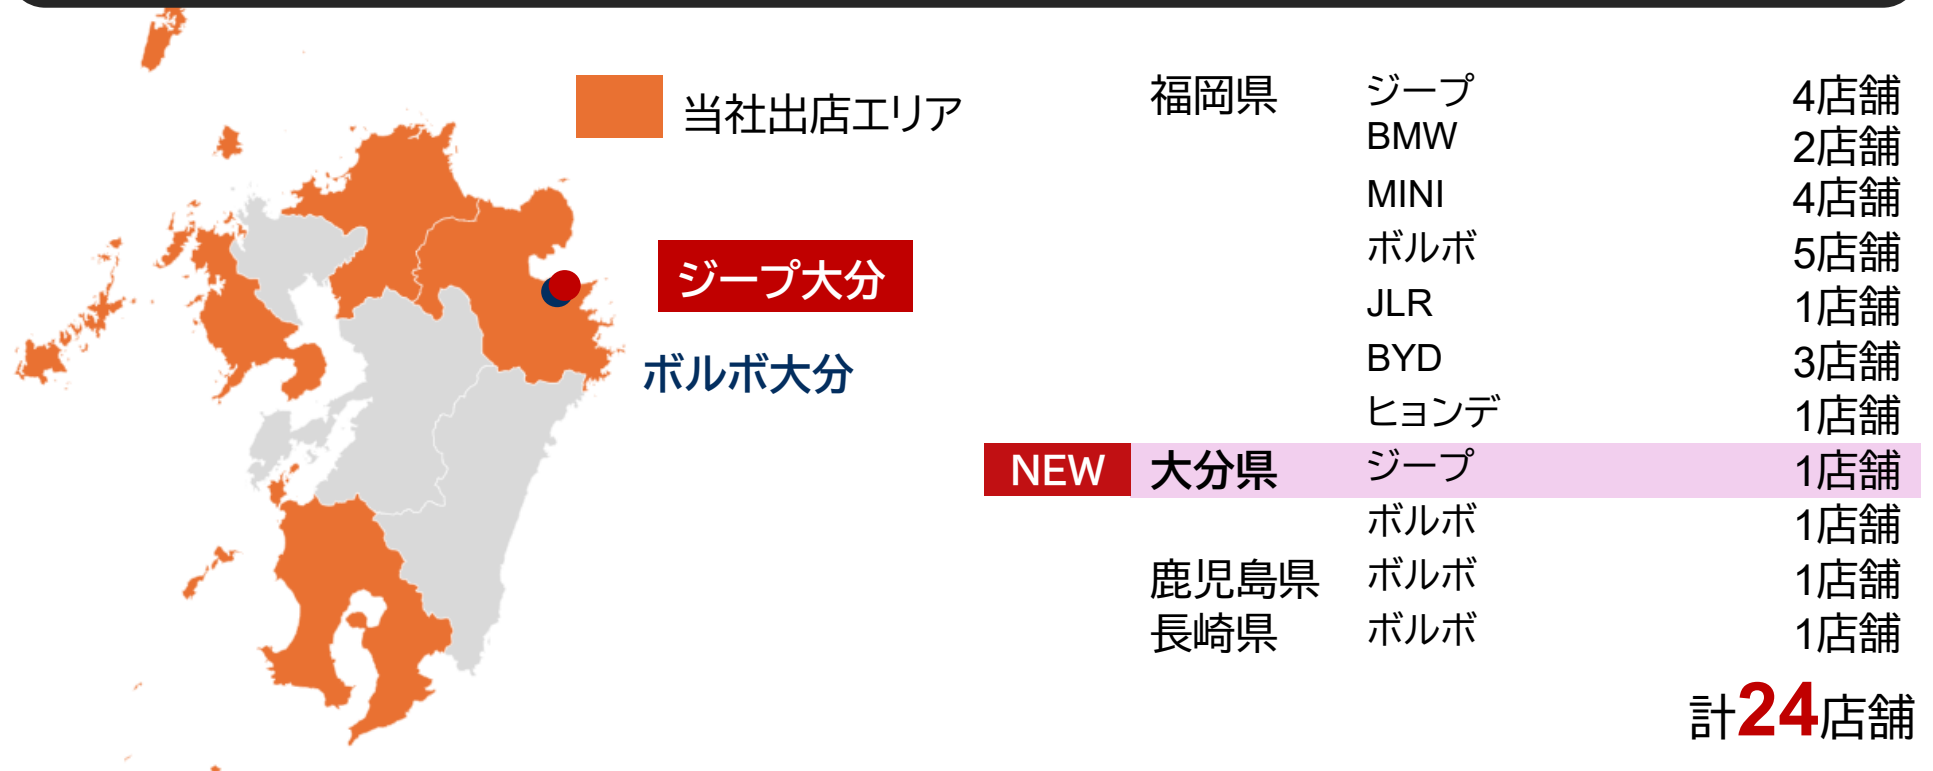 当社出店エリア
ジープ大分
ボルボ大分
福岡県 ジープ 4店舗
BMW 2店舗
MINI 4店舗
ボルボ 5店舗
JLR 1店舗
BYD 3店舗
ヒョンデ 1店舗
NEW 大分県 ジープ 1店舗
ボルボ 1店舗
鹿児島県 ボルボ 1店舗
長崎県 ボルボ 1店舗
計24店舗